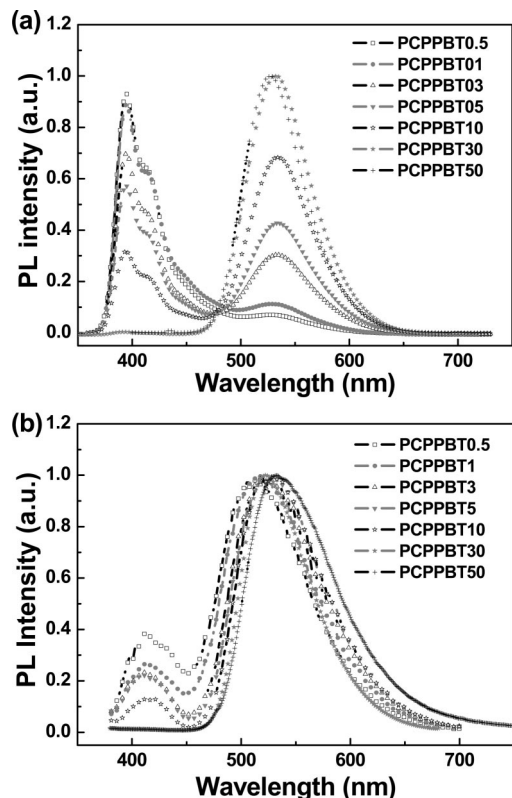 (a)
1.2
1.0
0.8
0.6
0.4
0.2
0.0
PL intensity (a.u.)
PCPPBT0.5
PCPPBT01
PCPPBT03
PCPPBT05
PCPPBT10
PCPPBT30
PCPPBT50
400 500 600 700
Wavelength (nm)
(b)
1.2
1.0
0.8
0.6
0.4
0.2
0.0
PL Intensity (a.u.)
PCPPBT0.5
PCPPBT1
PCPPBT3
PCPPBT5
PCPPBT10
PCPPBT30
PCPPBT50
400 500 600 700
Wavelength (nm)